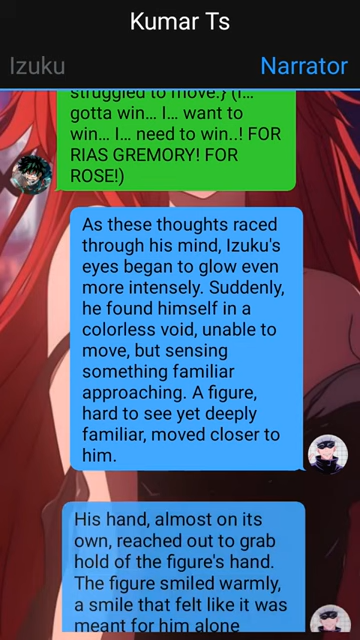 Kumar Ts
Izuku
Narrator
struggled to move.} (I...
gotta win... I... want to
win... I... need to win..! FOR
RIAS GREMORY! FOR
ROSE!)
As these thoughts raced
through his mind, Izuku's
eyes began to glow even
more intensely. Suddenly,
he found himself in a
colorless void, unable to
move, but sensing
something familiar
approaching. A figure,
hard to see yet deeply
familiar, moved closer to
him.
His hand, almost on its
own, reached out to grab
hold of the figure's hand.
The figure smiled warmly,
a smile that felt like it was
meant for him alone